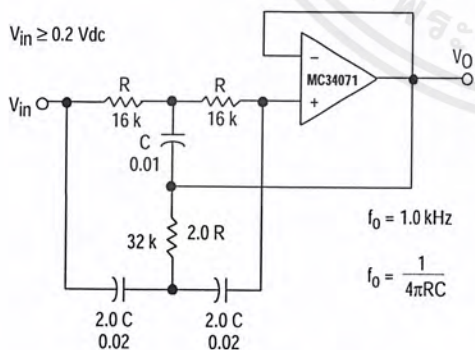 V_in ≥ 0.2 Vdc
V_in
R
16 k
R
16 k
C
0.01
−
+
MC34071
V_O
32 k
2.0 R
2.0 C
0.02
2.0 C
0.02
f_0 = 1.0 kHz
f_0 = 1/(4πRC)